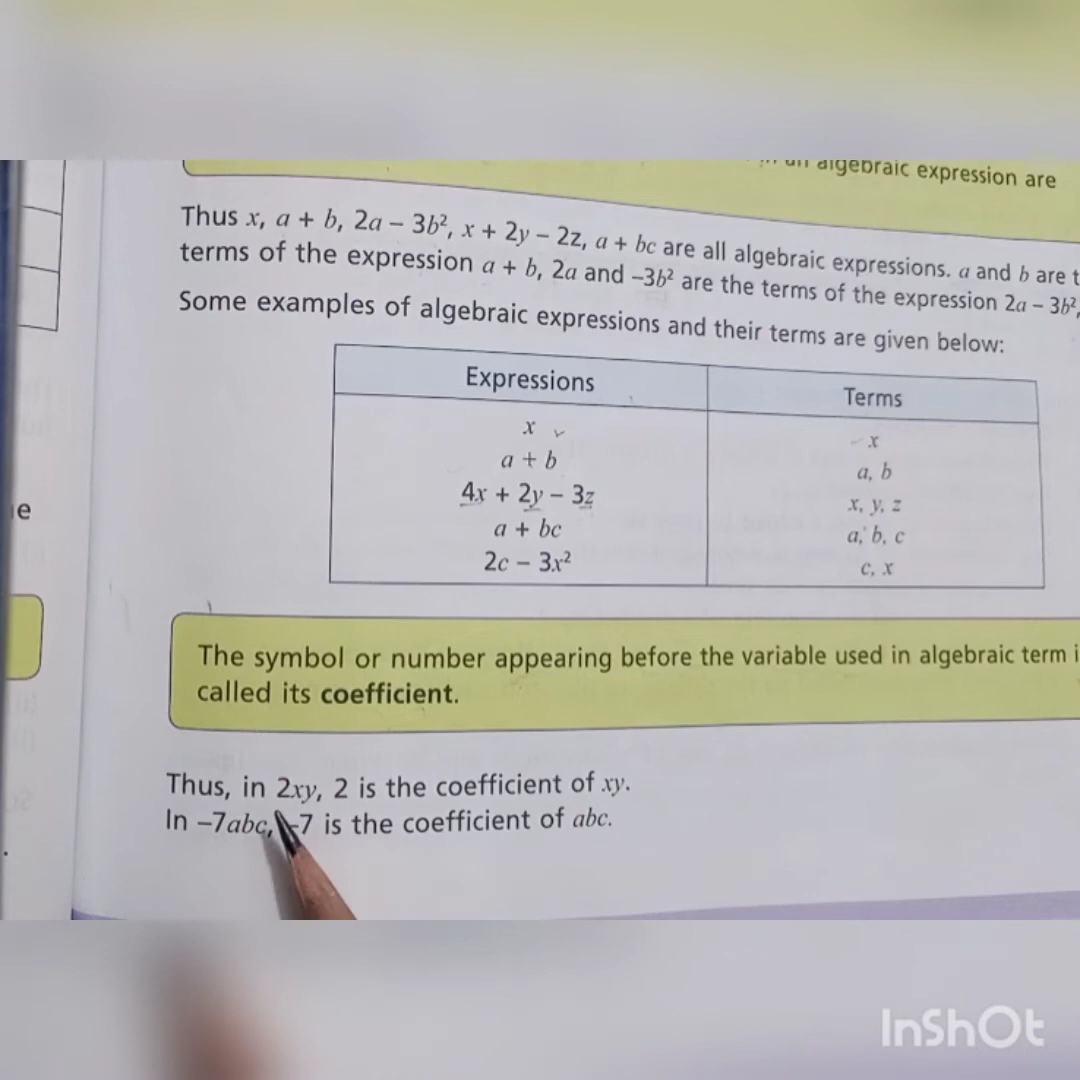 an algebraic expression are
Thus x, a + b, 2a – 3b², x + 2y – 2z, a + bc are all algebraic expressions. a and b are t
terms of the expression a + b, 2a and –3b² are the terms of the expression 2a – 3b²,
Some examples of algebraic expressions and their terms are given below:
Expressions Terms
x x
a + b a, b
4x + 2y – 3z x, y, z
a + bc a, b, c
2c – 3x² c, x
e
The symbol or number appearing before the variable used in algebraic term i
called its coefficient.
Thus, in 2xy, 2 is the coefficient of xy.
In –7abc, –7 is the coefficient of abc.
InShOt